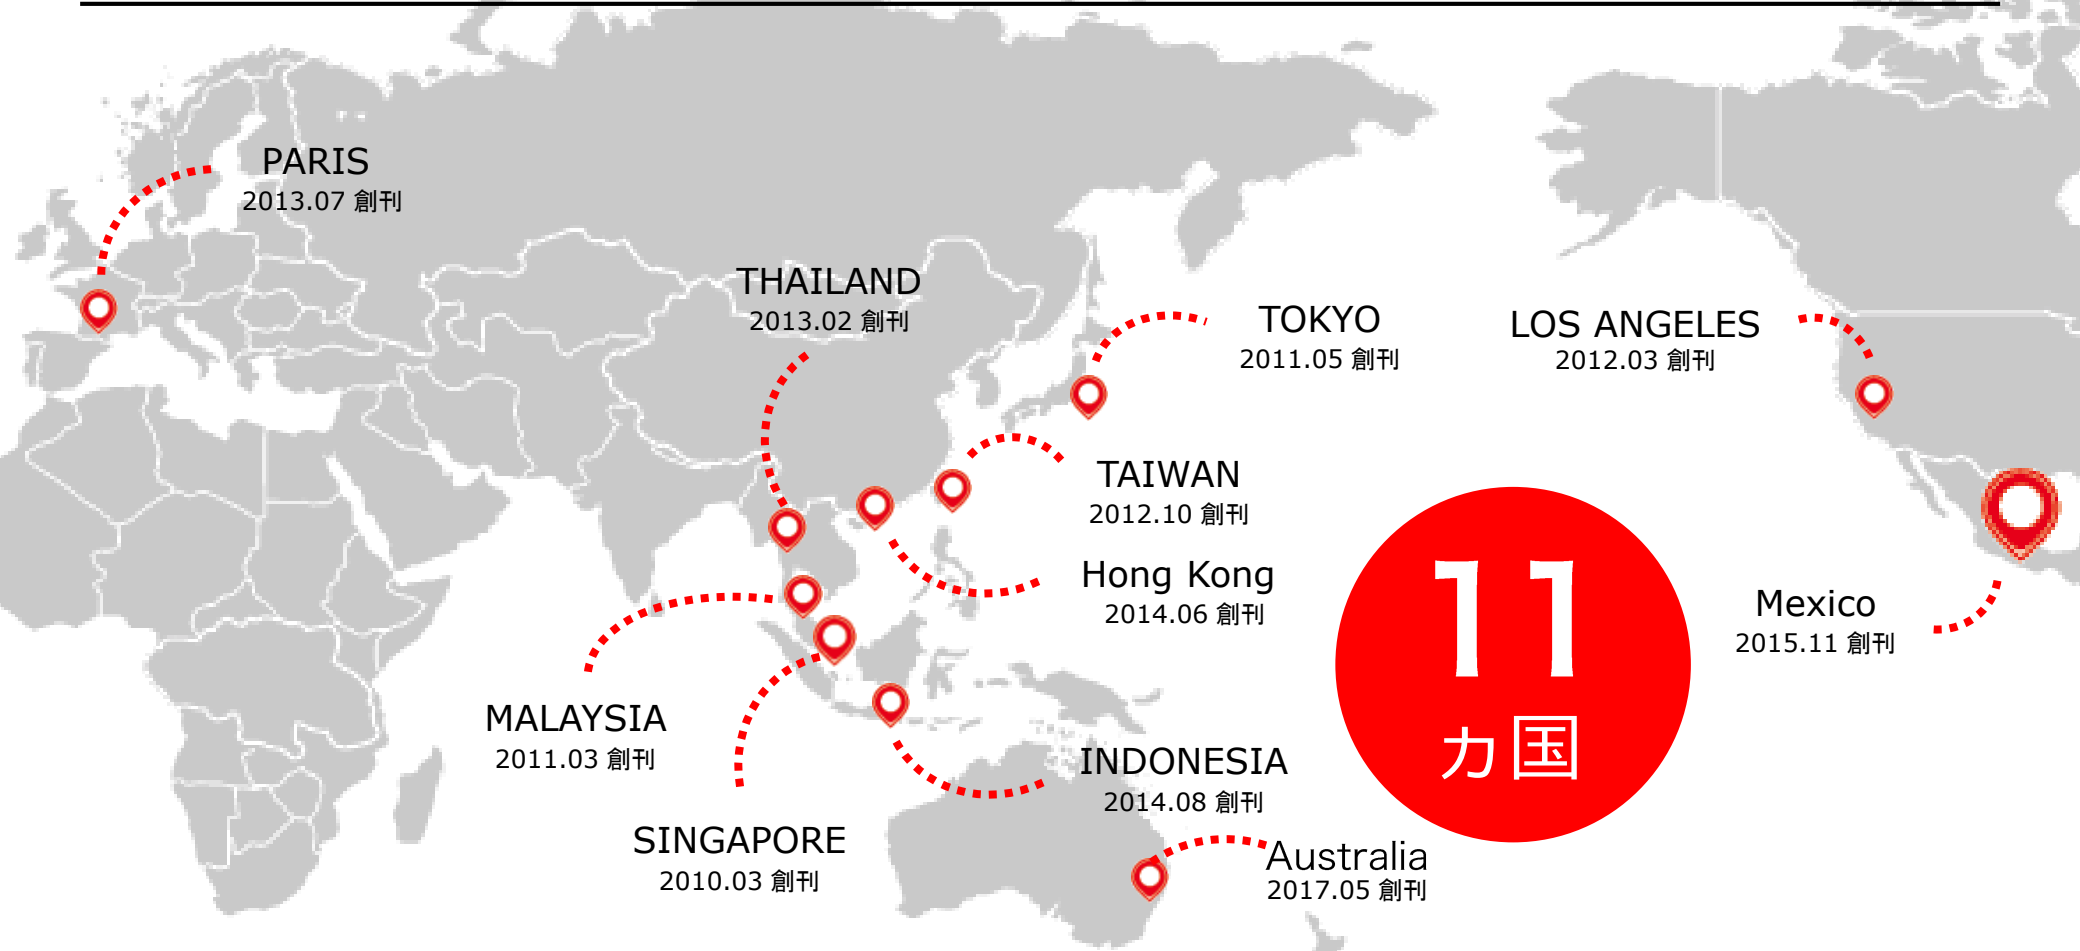 PARIS
2013.07 創刊
THAILAND
2013.02 創刊
TOKYO
2011.05 創刊
LOS ANGELES
2012.03 創刊
TAIWAN
2012.10 創刊
Hong Kong
2014.06 創刊
11
カ国
Mexico
2015.11 創刊
MALAYSIA
2011.03 創刊
INDONESIA
2014.08 創刊
SINGAPORE
2010.03 創刊
Australia
2017.05 創刊